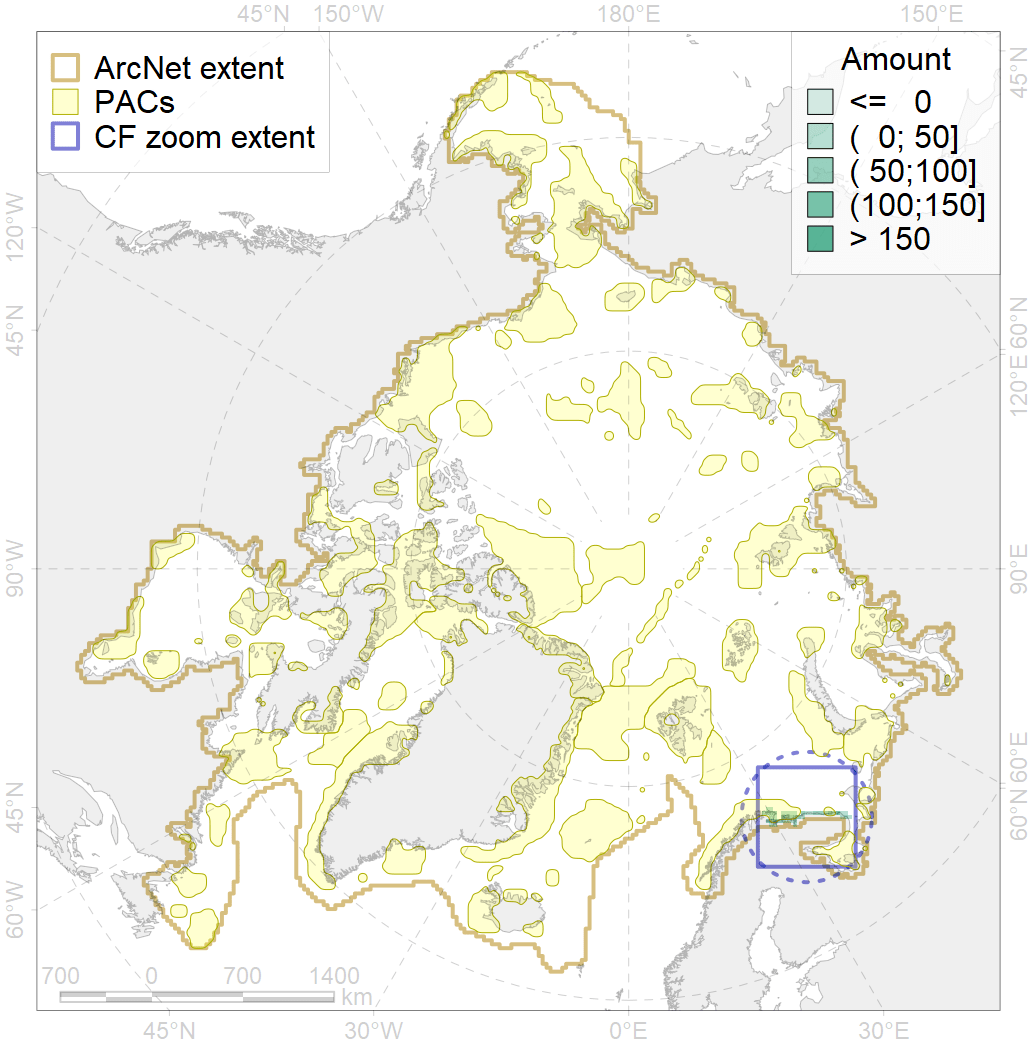 45°N 150°W 180°E 150°E
ArcNet extent
PACs
CF zoom extent
Amount
<= 0
( 0; 50]
( 50;100]
(100;150]
> 150
45°N
120°W
45°N
90°W
45°N
60°W
60°N
120°E
90°E
60°E
60°N
700 0 700 1400
km
45°N 30°W 0°E 30°E